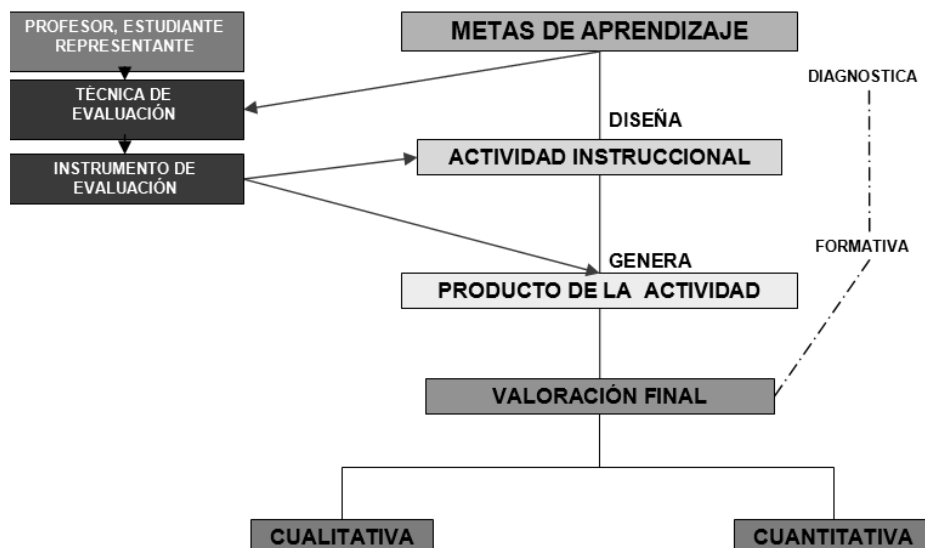 PROFESOR, ESTUDIANTE
REPRESENTANTE
METAS DE APRENDIZAJE
DIAGNOSTICA
TÈCNICA DE
EVALUACIÓN
DISEÑA
ACTIVIDAD INSTRUCCIONAL
INSTRUMENTO DE
EVALUACIÓN
FORMATIVA
GENERA
PRODUCTO DE LA ACTIVIDAD
VALORACIÓN FINAL
CUALITATIVA
CUANTITATIVA